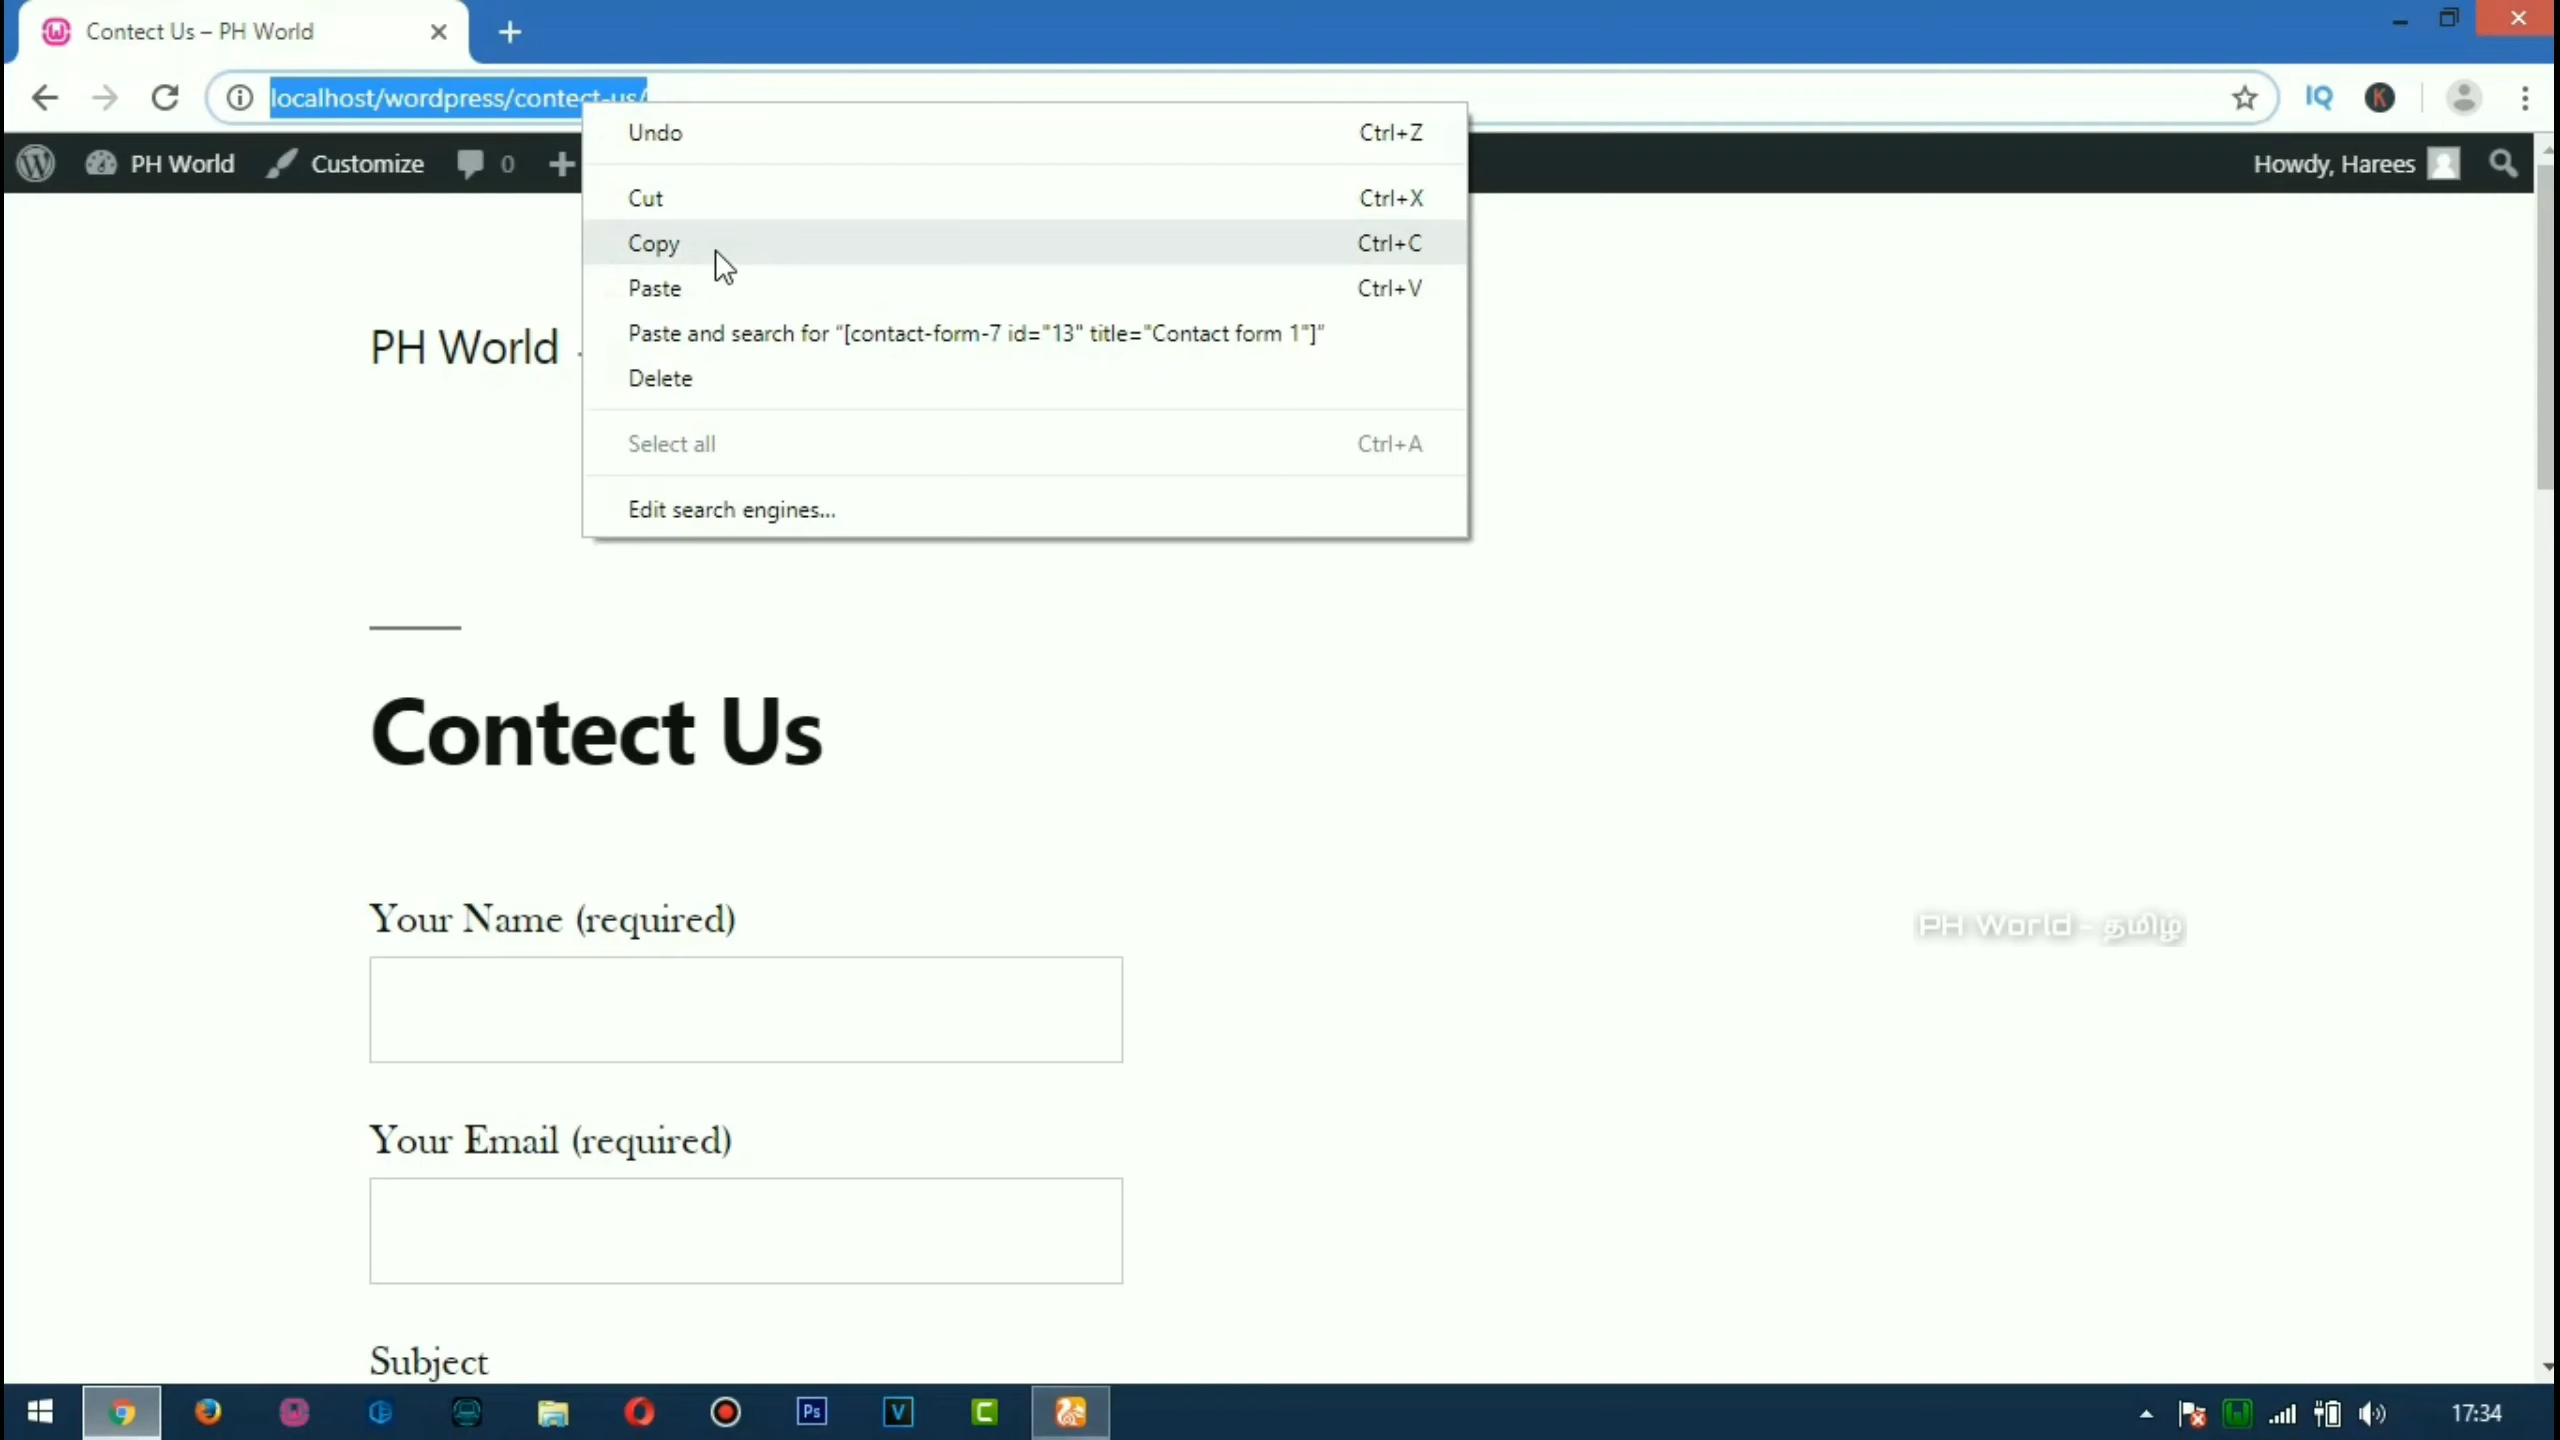 Contect Us – PH World
localhost/wordpress/contect-us/
IQ
K
PH World
Customize
0
Howdy, Harees
Undo Ctrl+Z
Cut Ctrl+X
Copy Ctrl+C
Paste Ctrl+V
Paste and search for “[contact-form-7 id="13" title="Contact form 1"]”
Delete
Select all Ctrl+A
Edit search engines...
PH World
Contect Us
Your Name (required)
PH World - தமிழ்
Your Email (required)
Subject
Ps
V
C
17:34